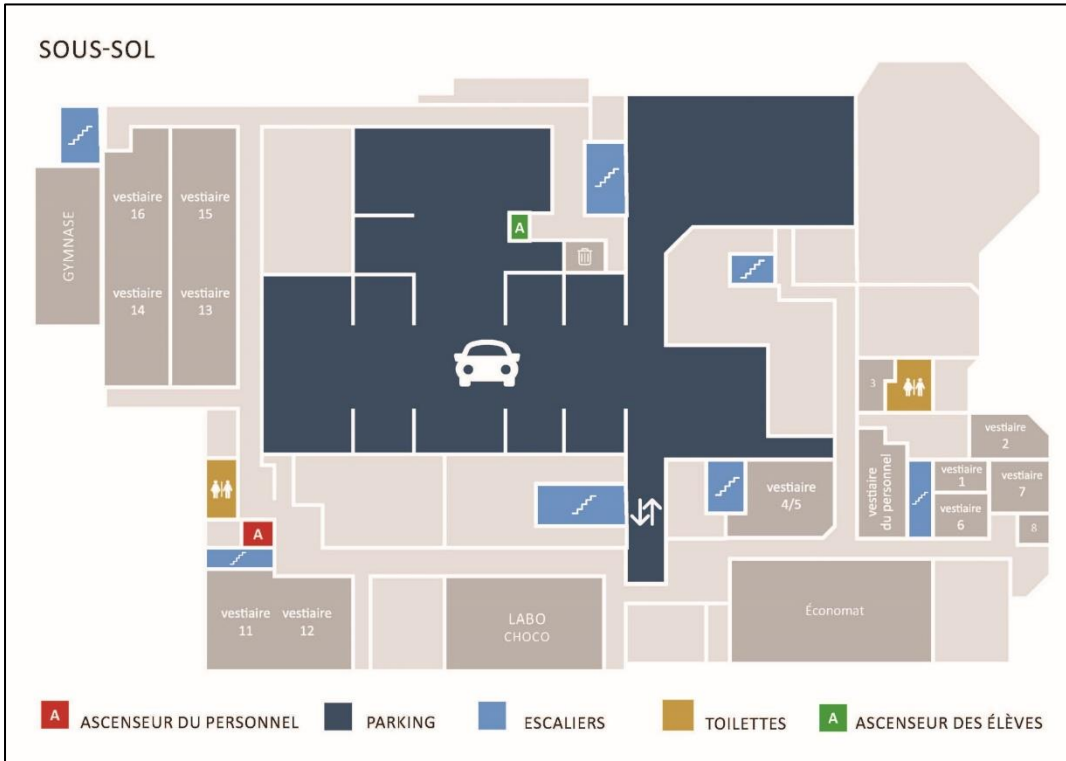 SOUS-SOL
GYMNASE
vestiaire
16
vestiaire
15
vestiaire
14
vestiaire
13
A
3
vestiaire
2
vestiaire
du personnel
vestiaire
1
vestiaire
7
vestiaire
6
8
vestiaire
4/5
A
vestiaire
11
vestiaire
12
LABO
CHOCO
Économat
A ASCENSEUR DU PERSONNEL
PARKING
ESCALIERS
TOILETTES
A ASCENSEUR DES ÉLÈVES